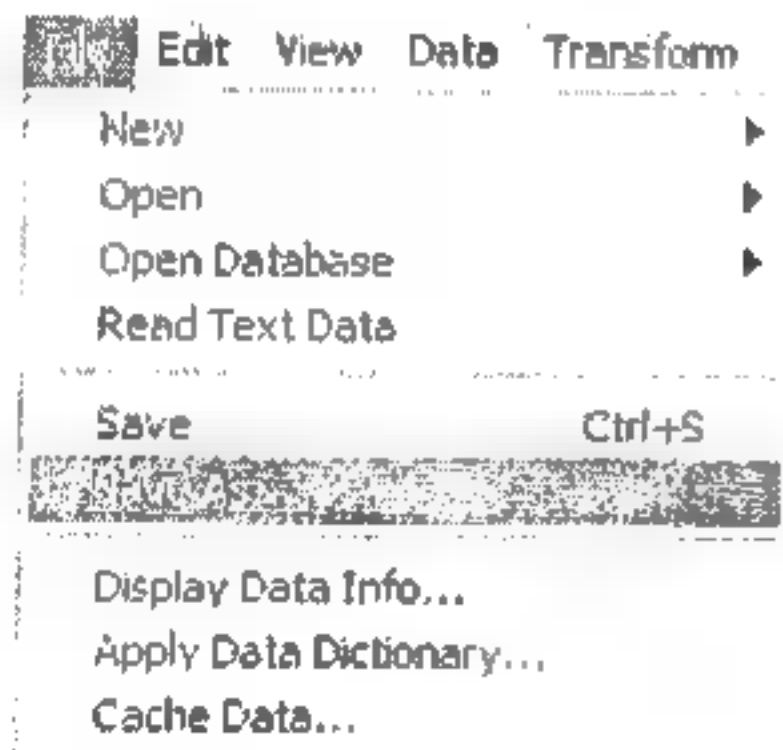 File Edit View Data Transform
New
Open
Open Database
Read Text Data
Save Ctrl+S
Display Data Info...
Apply Data Dictionary...
Cache Data...